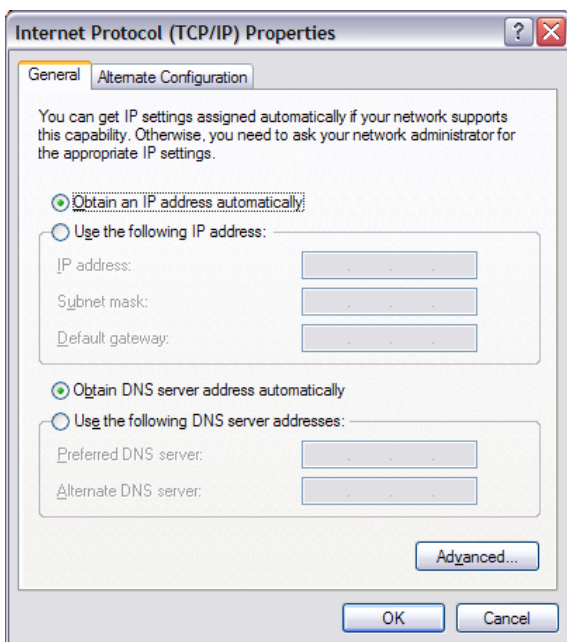 Internet Protocol (TCP/IP) Properties
General
Alternate Configuration
You can get IP settings assigned automatically if your network supports
this capability. Otherwise, you need to ask your network administrator for
the appropriate IP settings.
Obtain an IP address automatically
Use the following IP address:
IP address:
Subnet mask:
Default gateway:
Obtain DNS server address automatically
Use the following DNS server addresses:
Preferred DNS server:
Alternate DNS server:
Advanced...
OK
Cancel